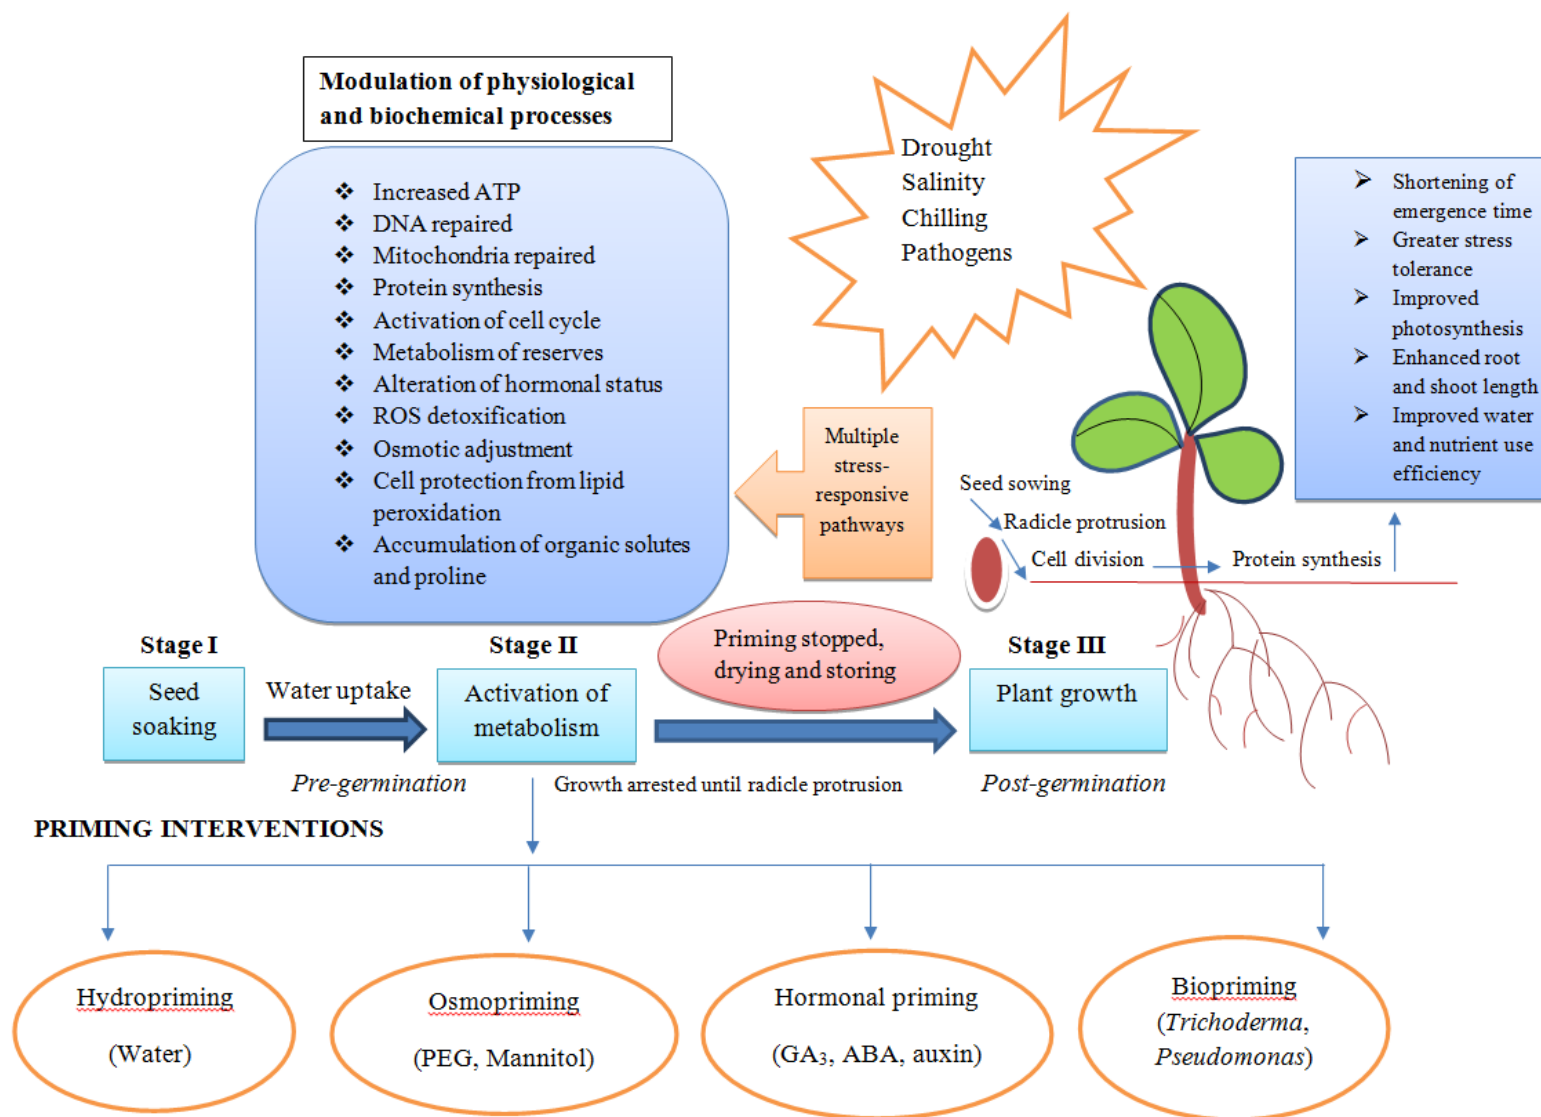 Modulation of physiological
and biochemical processes
❖ Increased ATP
❖ DNA repaired
❖ Mitochondria repaired
❖ Protein synthesis
❖ Activation of cell cycle
❖ Metabolism of reserves
❖ Alteration of hormonal status
❖ ROS detoxification
❖ Osmotic adjustment
❖ Cell protection from lipid
peroxidation
❖ Accumulation of organic solutes
and proline
Drought
Salinity
Chilling
Pathogens
➢ Shortening of
emergence time
➢ Greater stress
tolerance
➢ Improved
photosynthesis
➢ Enhanced root
and shoot length
➢ Improved water
and nutrient use
efficiency
Multiple
stress-
responsive
pathways
Seed sowing
Radicle protrusion
Cell division
Protein synthesis
Stage I
Seed
soaking
Water uptake
Pre-germination
Stage II
Activation of
metabolism
Priming stopped,
drying and storing
Growth arrested until radicle protrusion
Stage III
Plant growth
Post-germination
PRIMING INTERVENTIONS
Hydropriming
(Water)
Osmopriming
(PEG, Mannitol)
Hormonal priming
(GA₃, ABA, auxin)
Biopriming
(Trichoderma,
Pseudomonas)